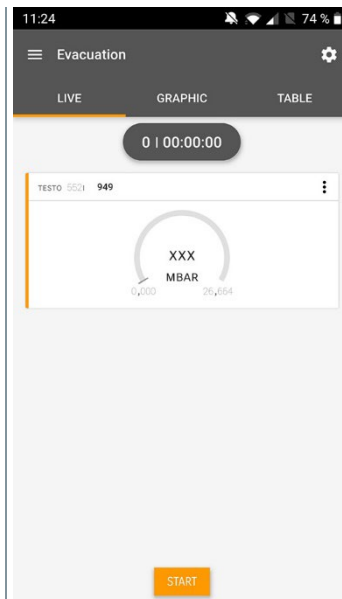 11:24 74 %
Evacuation
LIVE GRAPHIC TABLE
0 | 00:00:00
TESTO 552i 949
XXX
MBAR
0,000 26,664
START